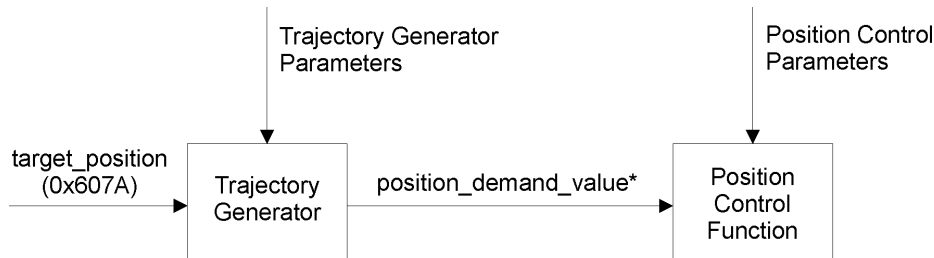 Trajectory Generator
Parameters
Position Control
Parameters
target_position
(0x607A)
Trajectory
Generator
position_demand_value*
Position
Control
Function